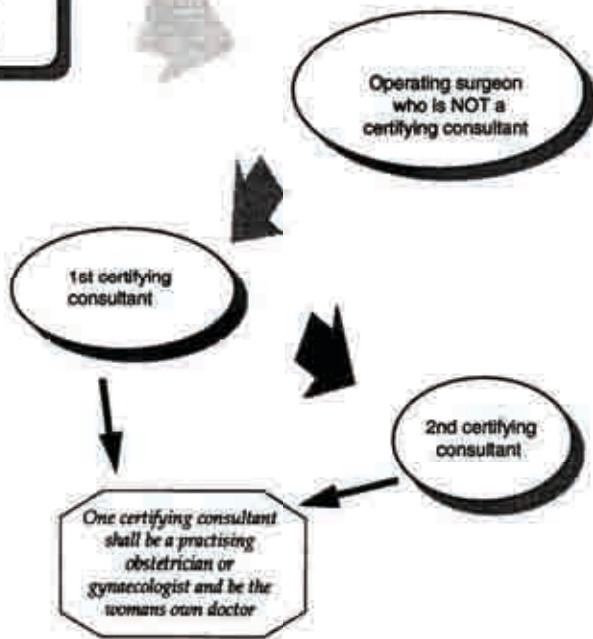 Operating surgeon
who is NOT a
certifying consultant
1st certifying
consultant
2nd certifying
consultant
One certifying consultant
shall be a practising
obstetrician or
gynaecologist and be the
womans own doctor